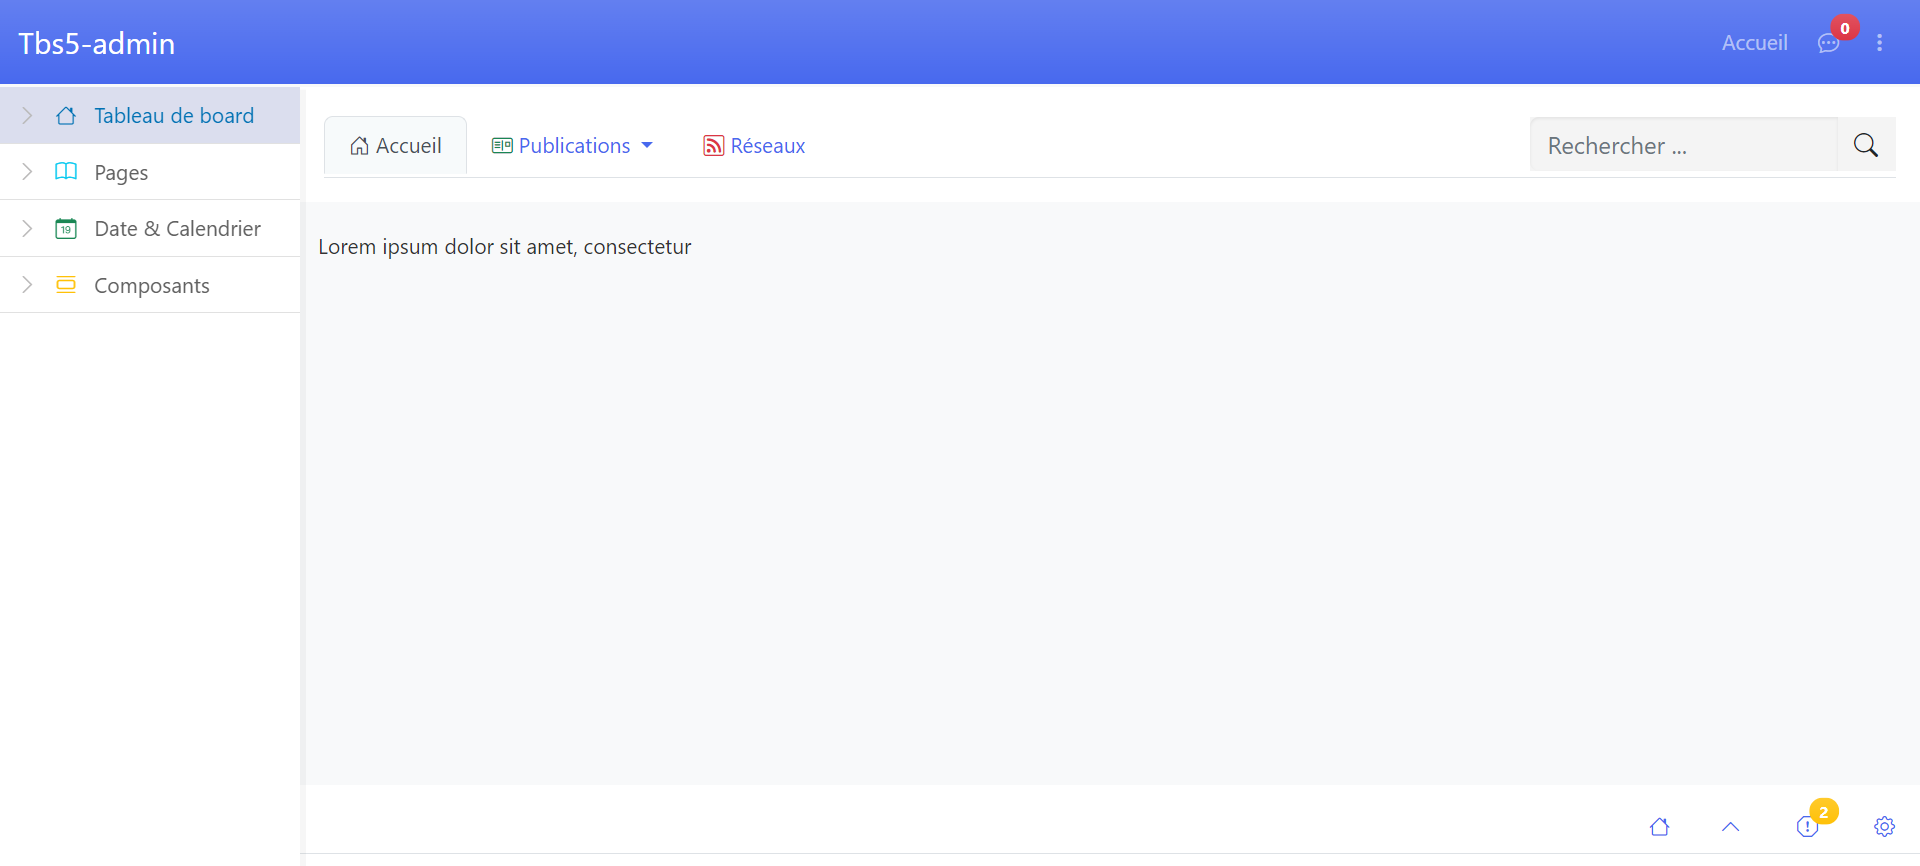 Tbs5-admin
Accueil
0
Tableau de board
Pages
19
Date & Calendrier
Composants
Accueil
Publications
Réseaux
Rechercher ...
Lorem ipsum dolor sit amet, consectetur
2